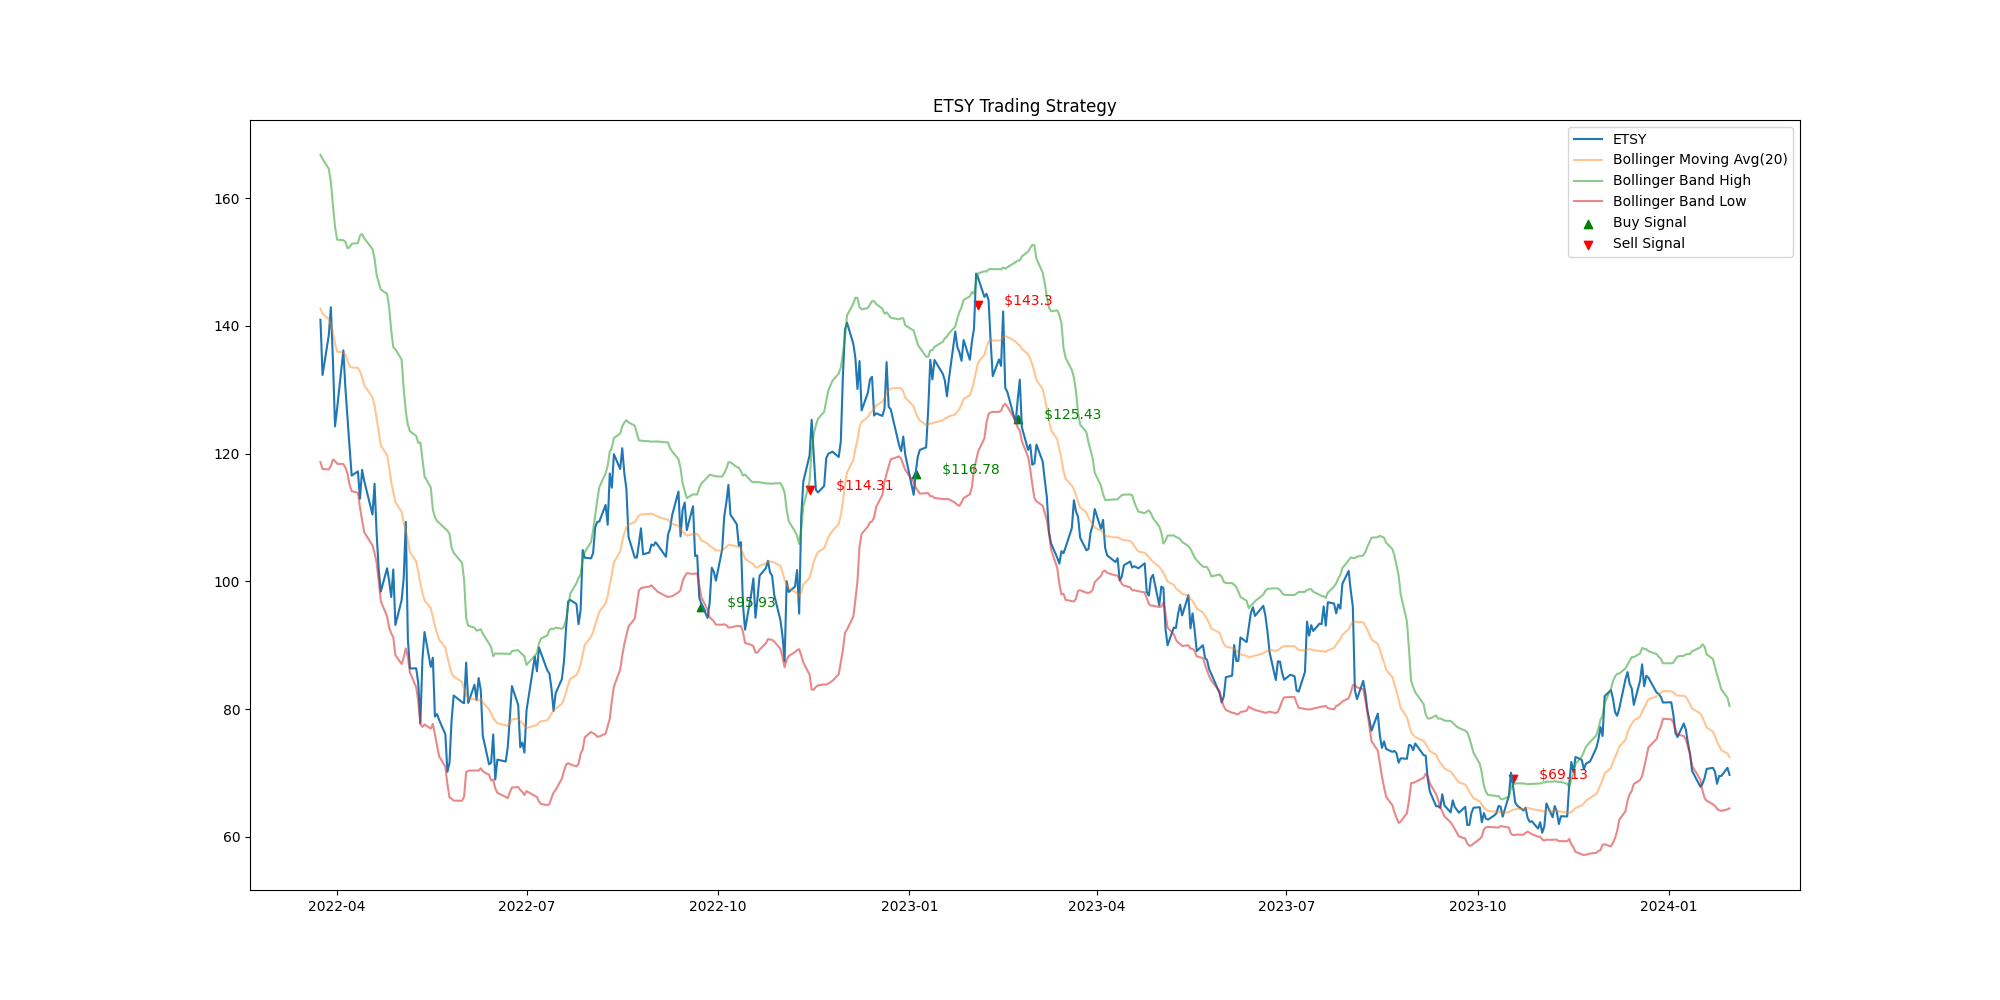 ETSY Trading Strategy
ETSY
Bollinger Moving Avg(20)
Bollinger Band High
Bollinger Band Low
Buy Signal
Sell Signal
160
140
120
100
80
60
$143.3
$125.43
$116.78
$114.31
$95.93
$69.13
2022-04
2022-07
2022-10
2023-01
2023-04
2023-07
2023-10
2024-01